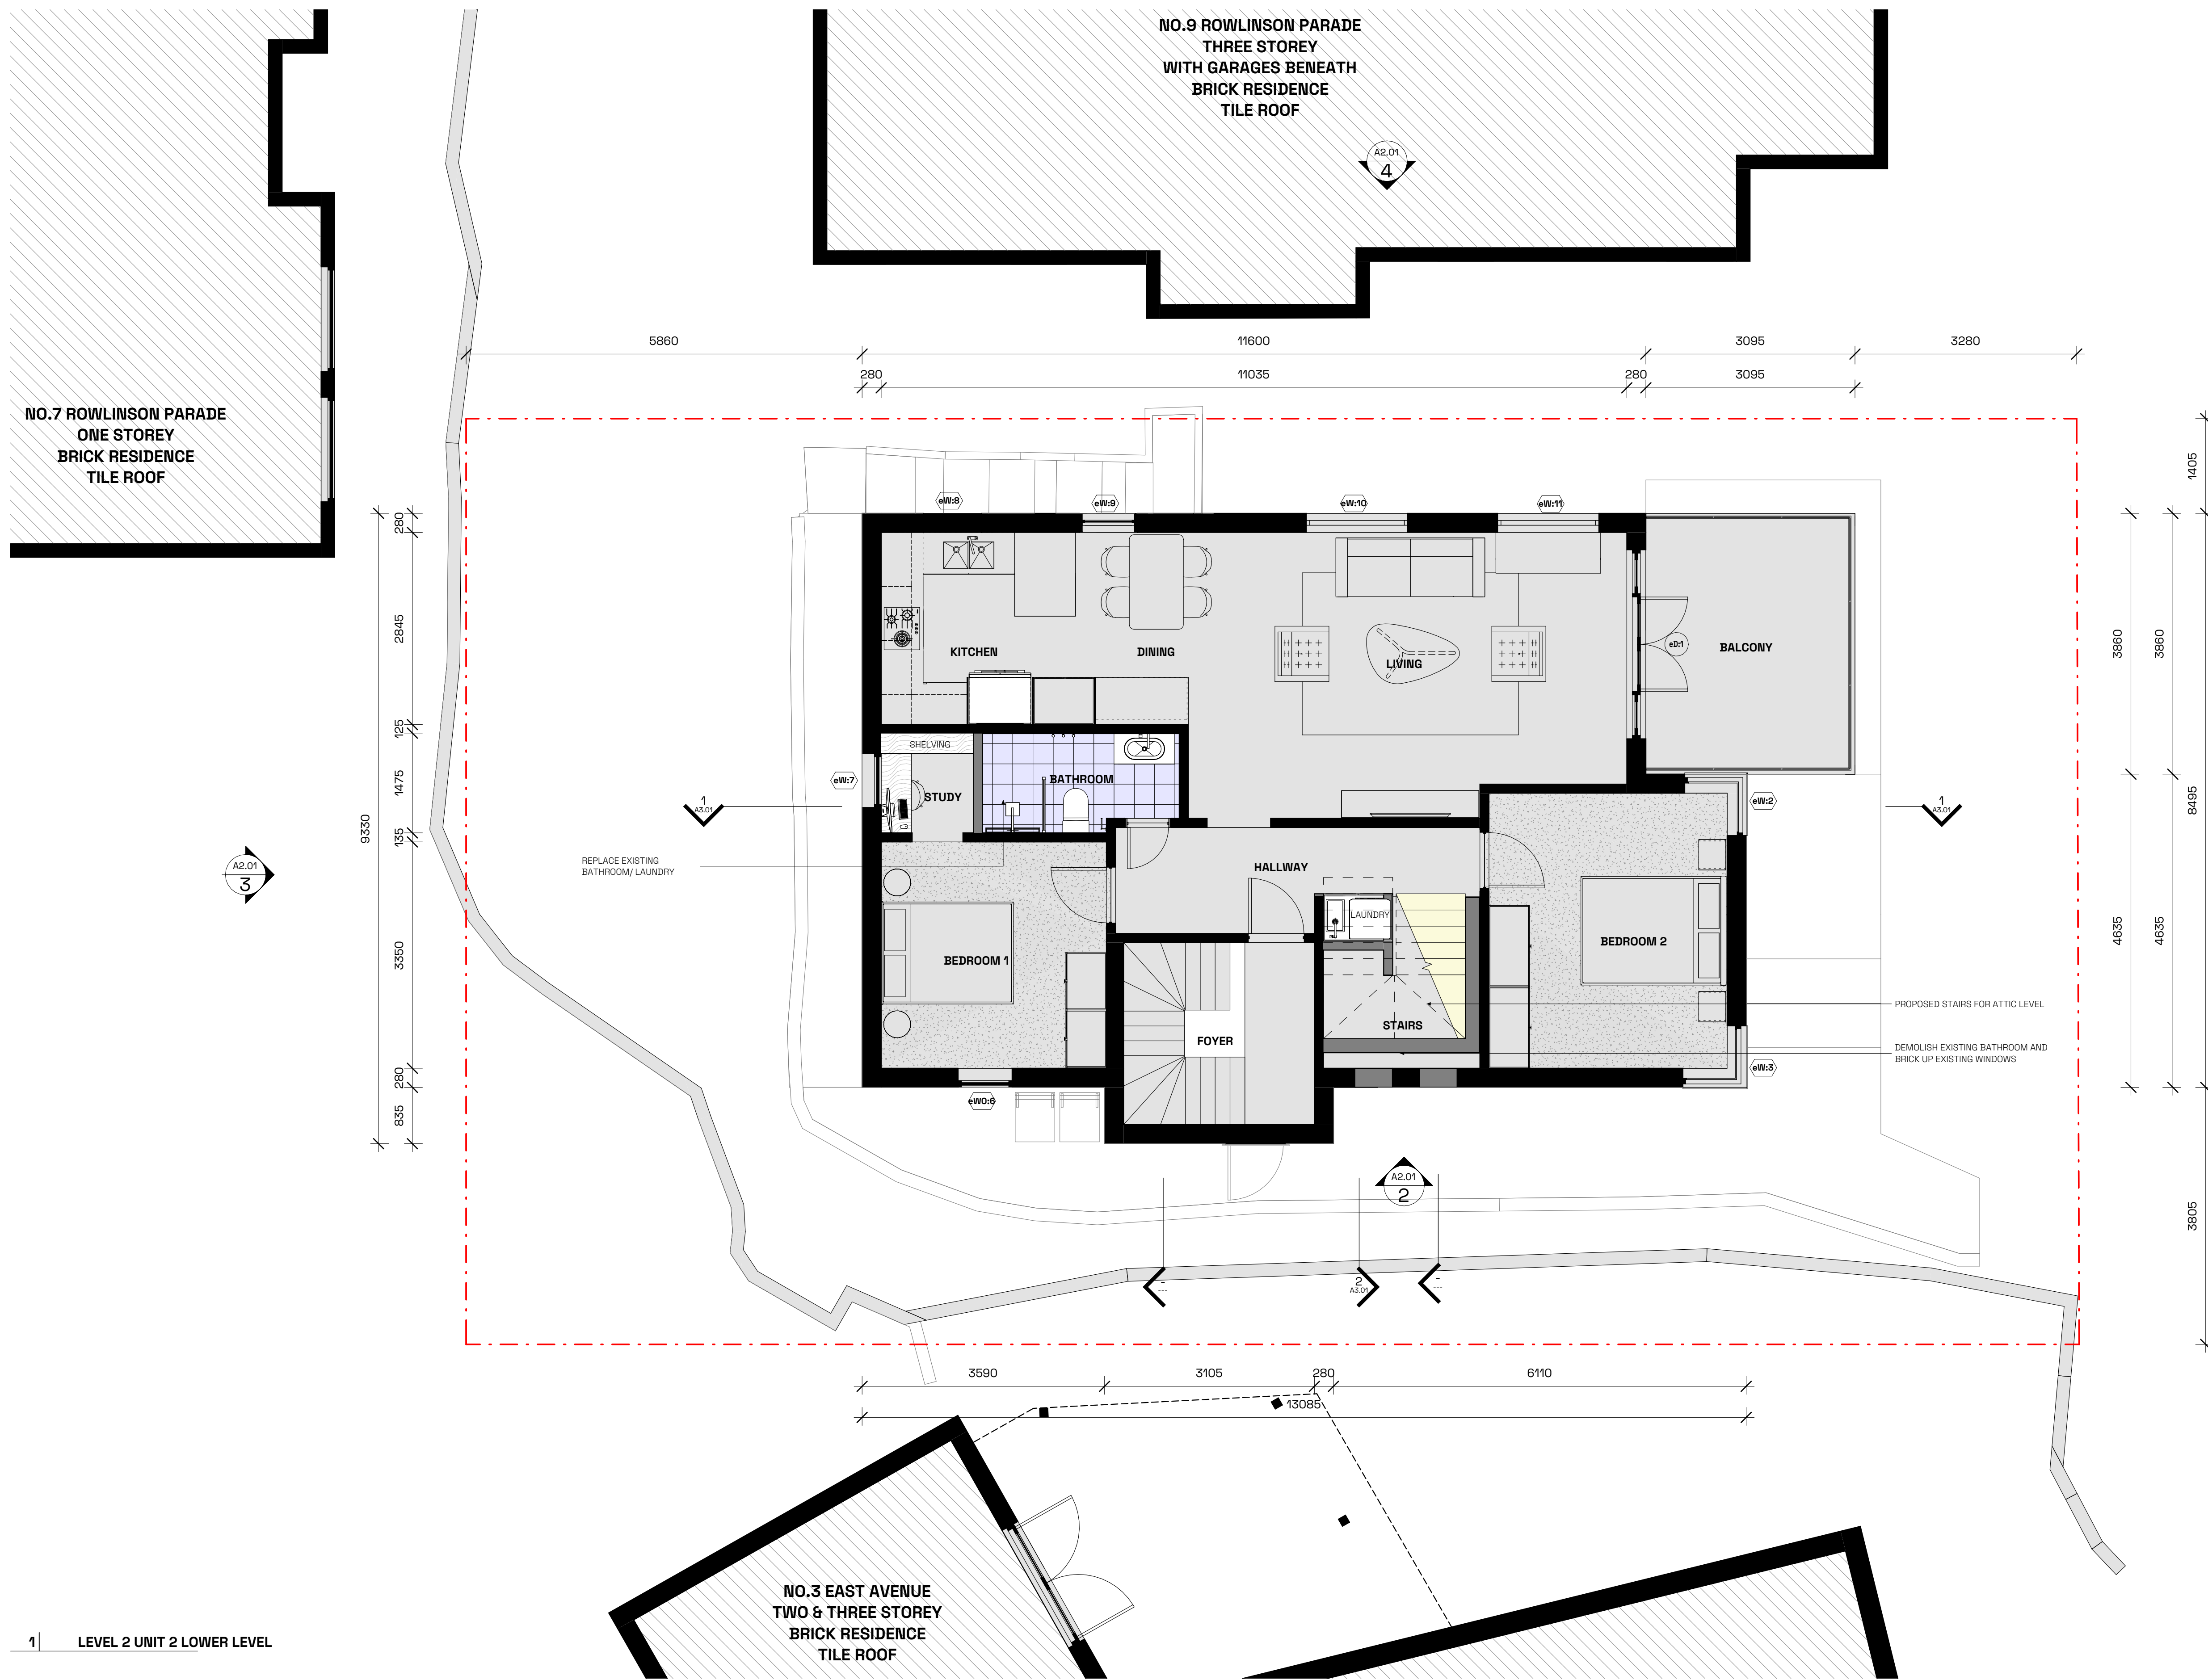 NO.9 ROWLINSON PARADE
THREE STOREY
WITH GARAGES BENEATH
BRICK RESIDENCE
TILE ROOF
A2.01
4
NO.7 ROWLINSON PARADE
ONE STOREY
BRICK RESIDENCE
TILE ROOF
5860
11600
3095
3280
280
11035
280
3095
1405
3860
3860
8495
4635
4635
3805
9330
280
2845
125
1475
135
3350
280
835
eW:8
eW:9
eW:10
eW:11
KITCHEN
DINING
LIVING
eD:1
BALCONY
SHELVING
eW:7
STUDY
BATHROOM
eW:2
1
A3.01
1
A3.01
A2.01
3
REPLACE EXISTING
BATHROOM/ LAUNDRY
HALLWAY
LAUNDRY
BEDROOM 1
BEDROOM 2
STAIRS
FOYER
PROPOSED STAIRS FOR ATTIC LEVEL
DEMOLISH EXISTING BATHROOM AND
BRICK UP EXISTING WINDOWS
eW:3
eW0:6
A2.01
2
-
---
2
A3.01
-
---
3590
3105
280
6110
13085
NO.3 EAST AVENUE
TWO & THREE STOREY
BRICK RESIDENCE
TILE ROOF
1
LEVEL 2 UNIT 2 LOWER LEVEL